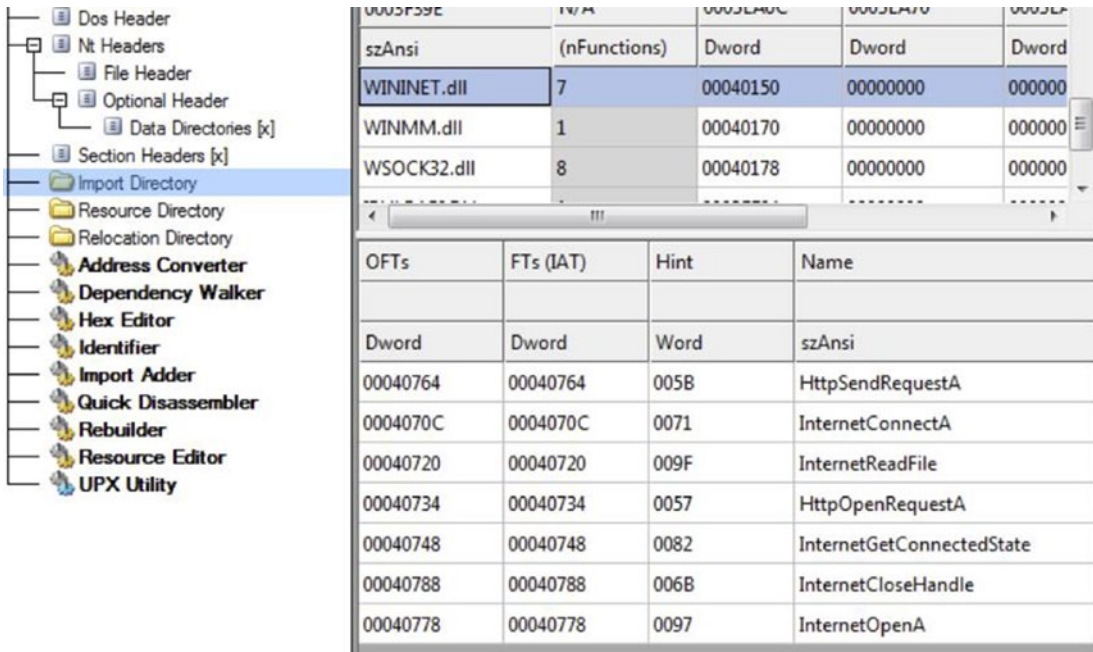 Dos Header
Nt Headers
File Header
Optional Header
Data Directories [x]
Section Headers [x]
Import Directory
Resource Directory
Relocation Directory
Address Converter
Dependency Walker
Hex Editor
Identifier
Import Adder
Quick Disassembler
Rebuilder
Resource Editor
UPX Utility
0003F39E N/A
szAnsi (nFunctions) Dword Dword Dword
WININET.dll 7 00040150 00000000 000000
WINMM.dll 1 00040170 00000000 000000
WSOCK32.dll 8 00040178 00000000 000000
OFTs FTs (IAT) Hint Name
Dword Dword Word szAnsi
00040764 00040764 005B HttpSendRequestA
0004070C 0004070C 0071 InternetConnectA
00040720 00040720 009F InternetReadFile
00040734 00040734 0057 HttpOpenRequestA
00040748 00040748 0082 InternetGetConnectedState
00040788 00040788 006B InternetCloseHandle
00040778 00040778 0097 InternetOpenA